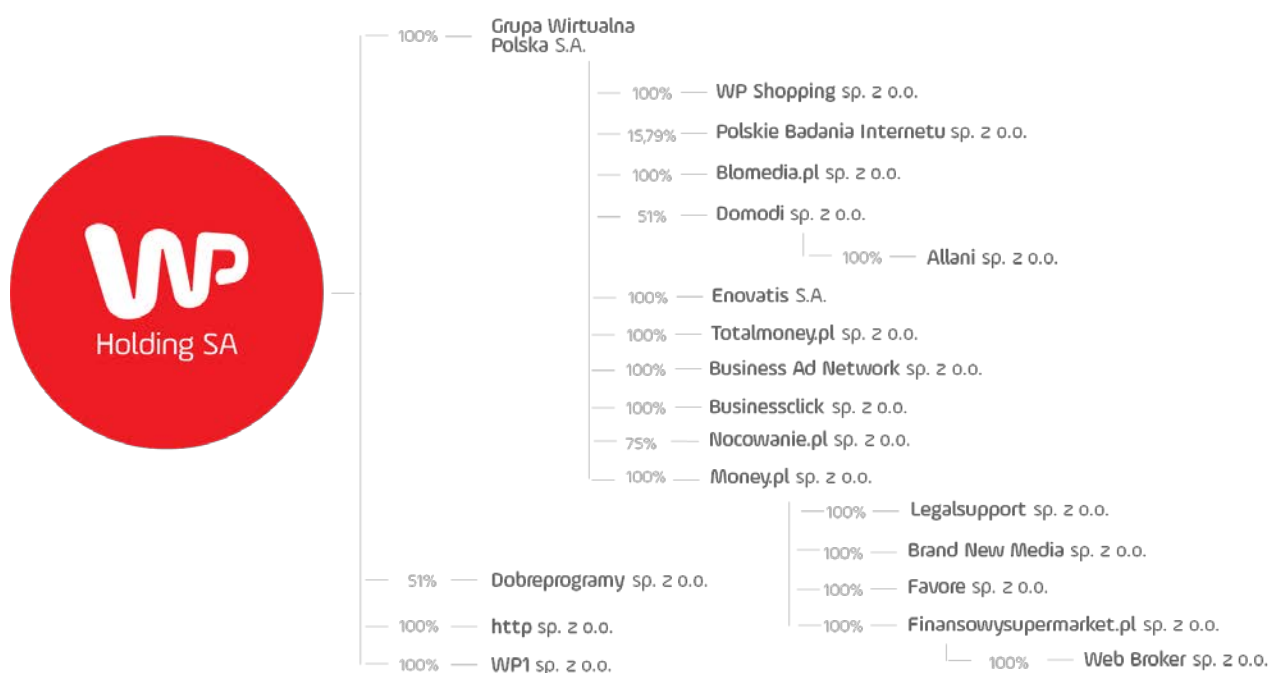 100% Grupa Wirtualna
Polska S.A.
100% WP Shopping sp. z o.o.
15,79% Polskie Badania Internetu sp. z o.o.
100% Blomedia.pl sp. z o.o.
51% Domodi sp. z o.o.
100% Allani sp. z o.o.
WP
Holding SA
100% Enovatis S.A.
100% Totalmoney.pl sp. z o.o.
100% Business Ad Network sp. z o.o.
100% Businessclick sp. z o.o.
75% Nocowanie.pl sp. z o.o.
100% Money.pl sp. z o.o.
100% Legalsupport sp. z o.o.
100% Brand New Media sp. z o.o.
100% Favore sp. z o.o.
100% Finansowysupermarket.pl sp. z o.o.
100% Web Broker sp. z o.o.
51% Dobreprogramy sp. z o.o.
100% http sp. z o.o.
100% WP1 sp. z o.o.